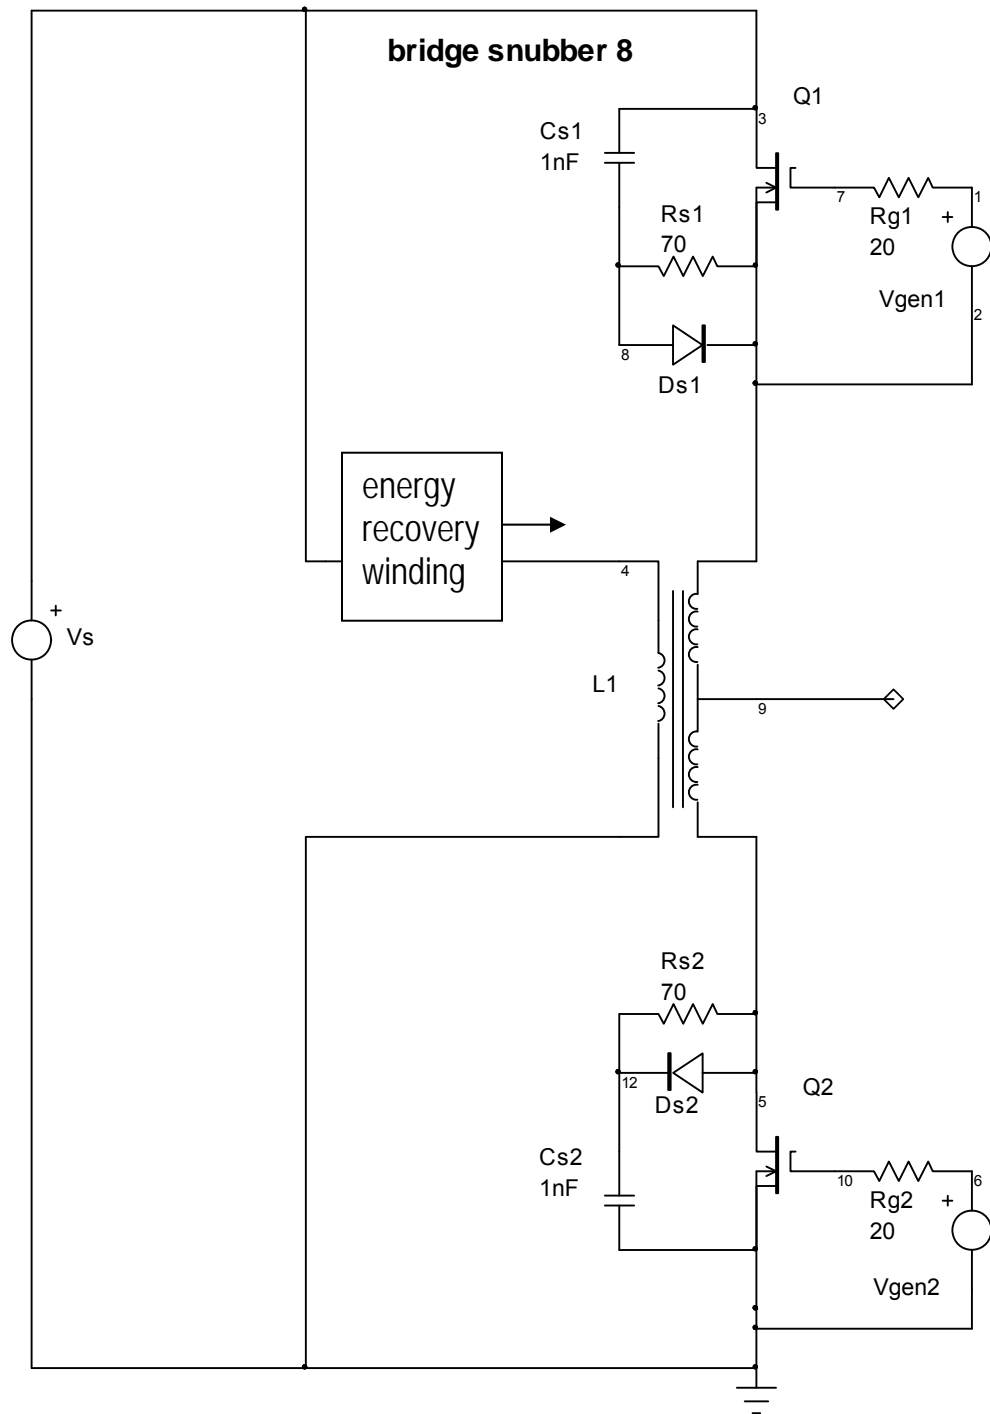 bridge snubber 8
Q1
3
Cs1
1nF
Rs1
70
7
Rg1
20
1
+
Vgen1
2
8
Ds1
energy
recovery
winding
4
+
Vs
L1
9
Rs2
70
12
Ds2
5
Q2
Cs2
1nF
10
Rg2
20
6
+
Vgen2